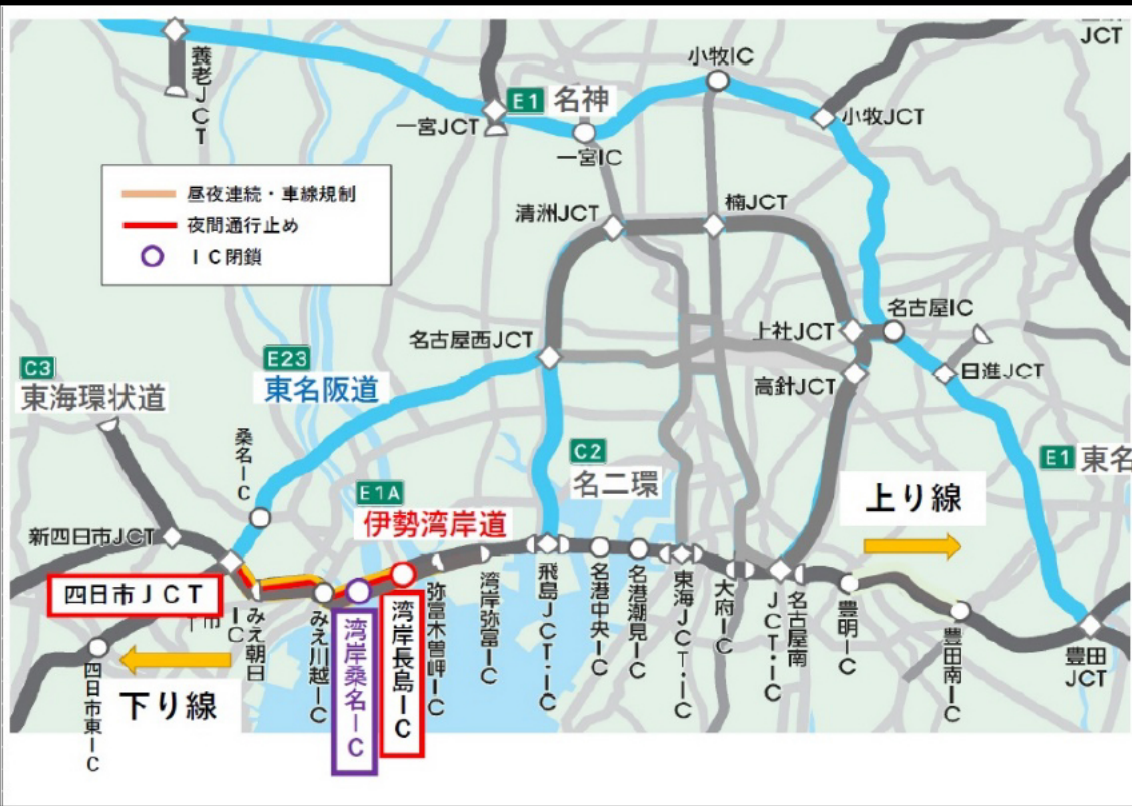 JCT
小牧IC
養老JCT
E1 名神
一宮JCT
小牧JCT
一宮IC
昼夜連続・車線規制
夜間通行止め
IC閉鎖
清洲JCT
楠JCT
名古屋IC
名古屋西JCT
上社JCT
E23
東名阪道
C3
東海環状道
高針JCT
日進JCT
桑名IC
C2
名二環
E1 東名
E1A
伊勢湾岸道
上り線
新四日市JCT
四日市JCT
みえ朝日IC
みえ川越IC
湾岸桑名IC
湾岸長島IC
弥富木曽岬IC
湾岸弥富IC
飛島JCT・IC
名港中央IC
名港潮見IC
東海JCT・IC
大府IC
名古屋南JCT・IC
豊明IC
豊田南IC
豊田JCT
四日市東IC
下り線